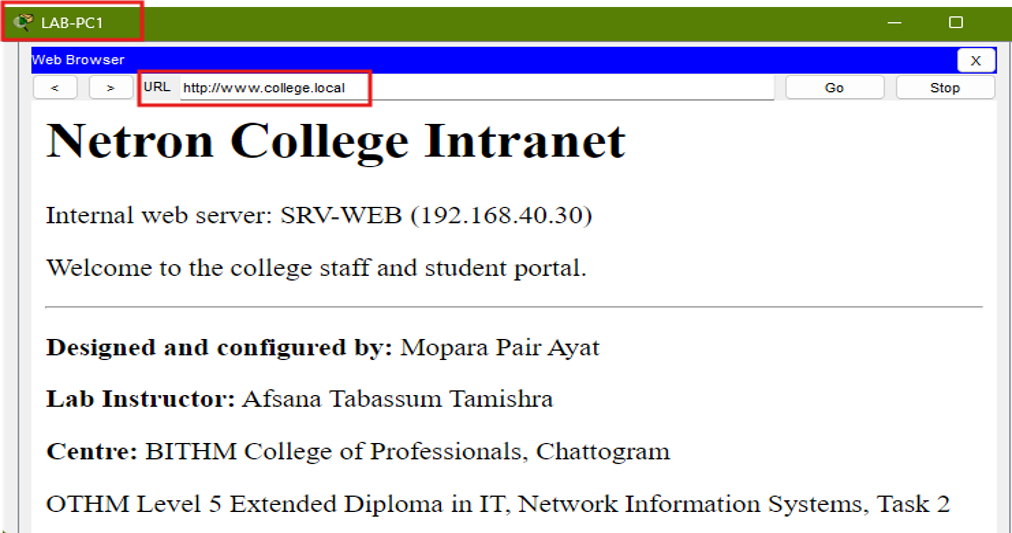 LAB-PC1
Web Browser
X
< > URL http://www.college.local Go Stop
Netron College Intranet
Internal web server: SRV-WEB (192.168.40.30)
Welcome to the college staff and student portal.
Designed and configured by: Mopara Pair Ayat
Lab Instructor: Afsana Tabassum Tamishra
Centre: BITHM College of Professionals, Chattogram
OTHM Level 5 Extended Diploma in IT, Network Information Systems, Task 2